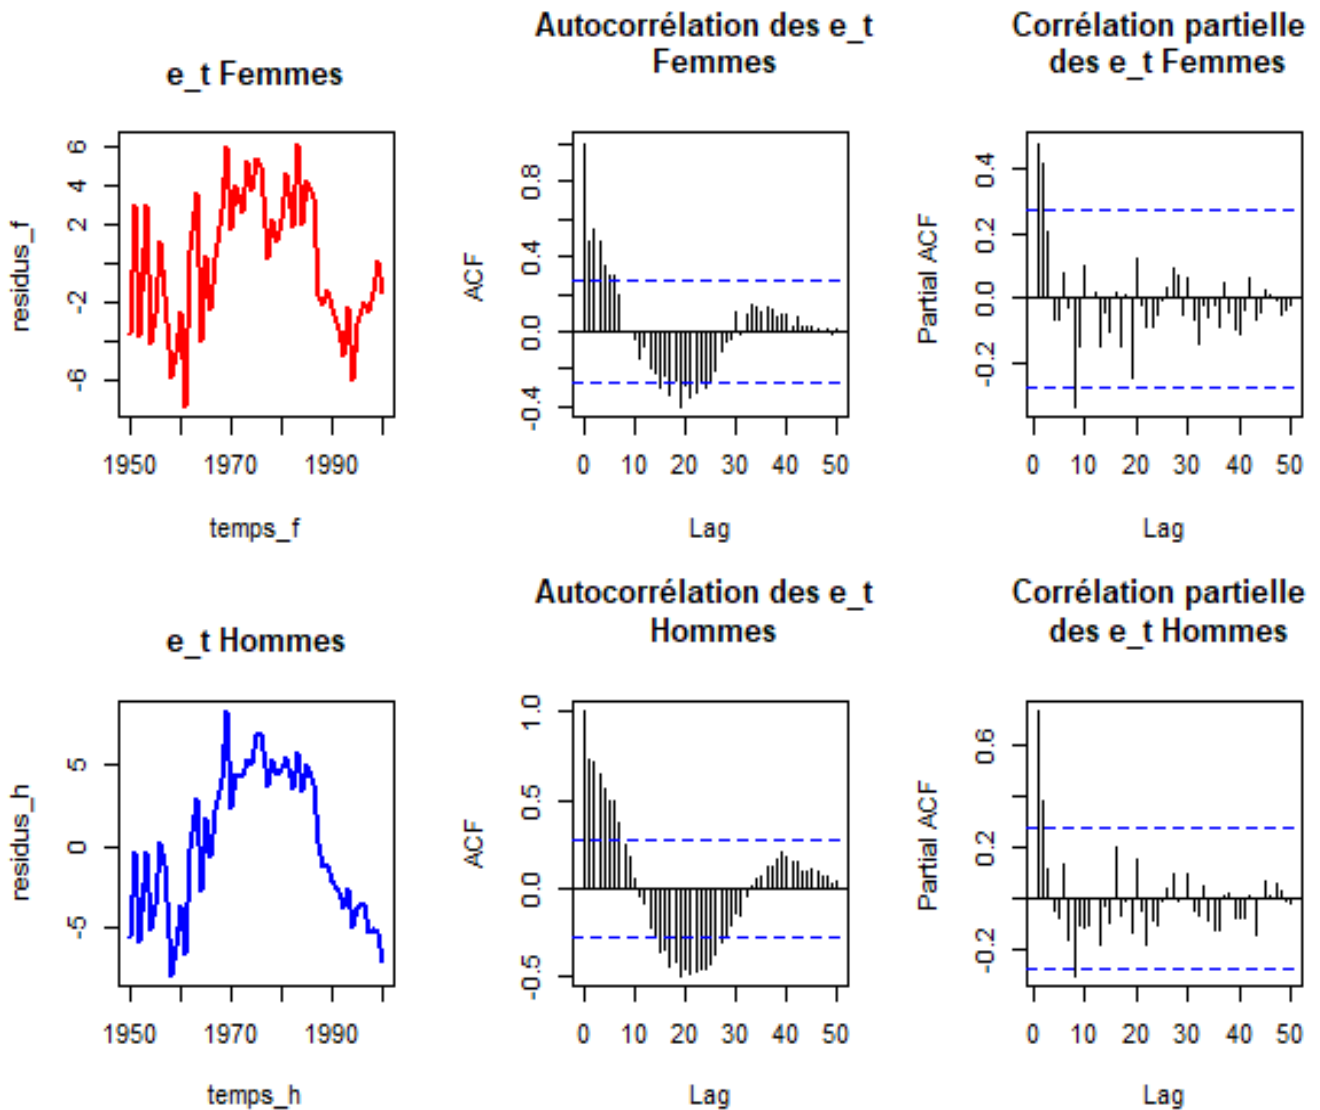 e_t Femmes
residus_f
6
4
2
-2
-6
1950 1970 1990
temps_f
Autocorrélation des e_t
Femmes
ACF
0.8
0.4
0.0
-0.4
0 10 20 30 40 50
Lag
Corrélation partielle
des e_t Femmes
Partial ACF
0.4
0.2
0.0
-0.2
0 10 20 30 40 50
Lag
e_t Hommes
residus_h
5
0
-5
1950 1970 1990
temps_h
Autocorrélation des e_t
Hommes
ACF
1.0
0.5
0.0
-0.5
0 10 20 30 40 50
Lag
Corrélation partielle
des e_t Hommes
Partial ACF
0.6
0.2
-0.2
0 10 20 30 40 50
Lag